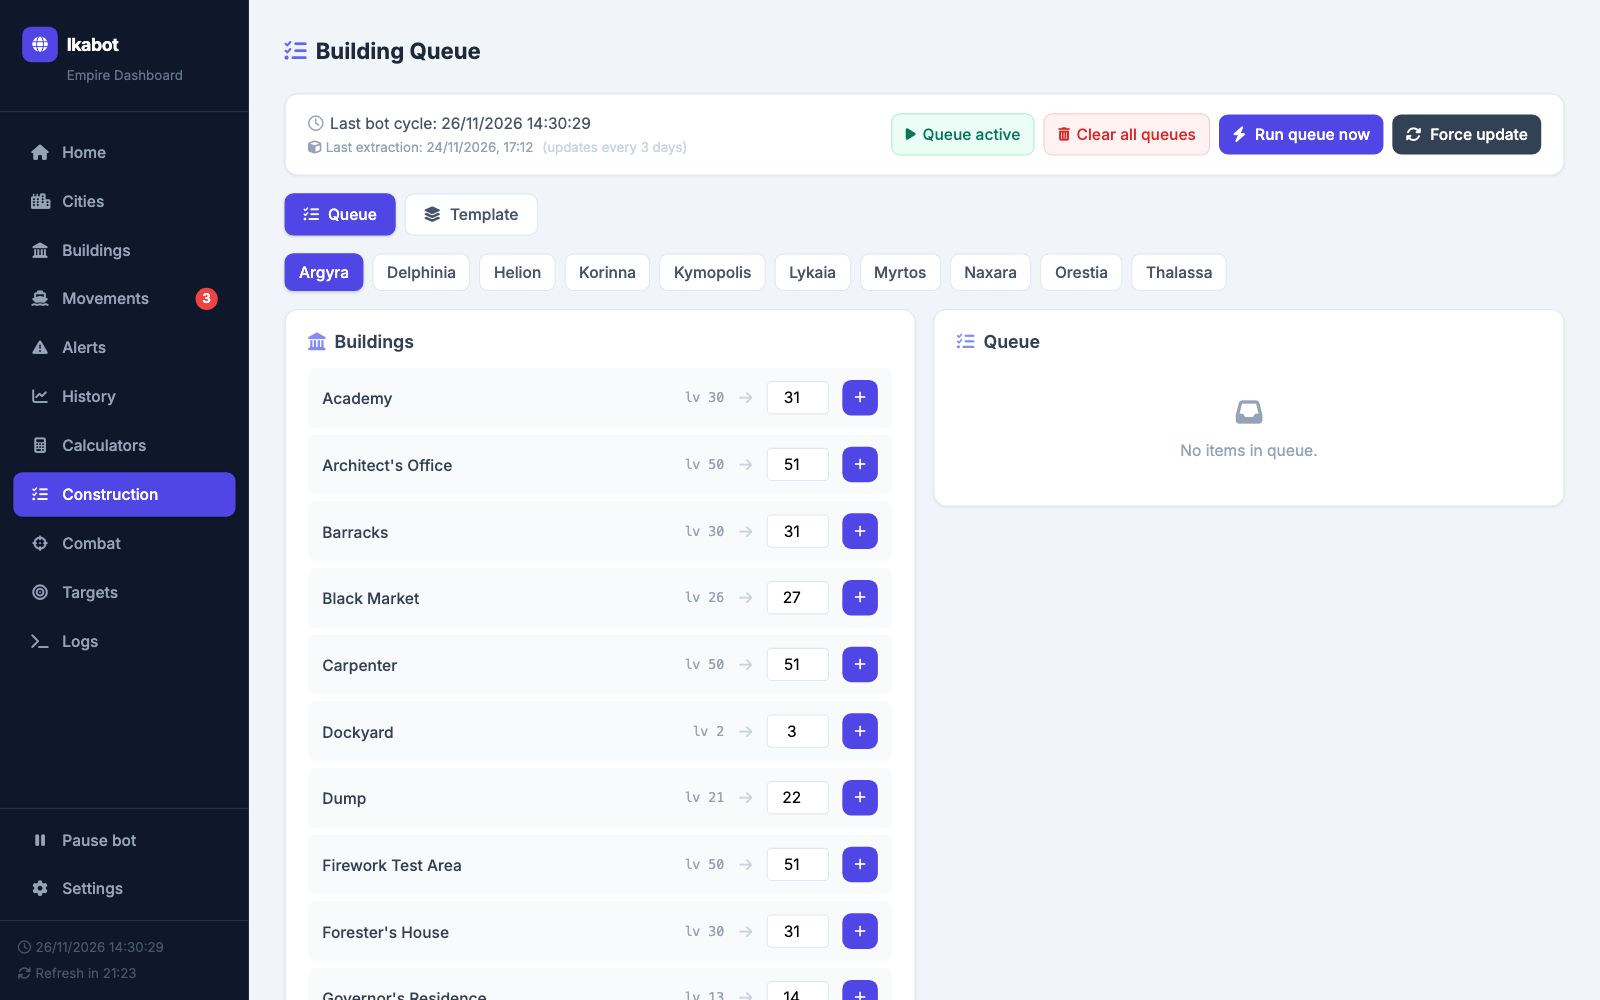 Ikabot
Empire Dashboard
Home
Cities
Buildings
Movements 3
Alerts
History
Calculators
Construction
Combat
Targets
Logs
Pause bot
Settings
26/11/2026 14:30:29
Refresh in 21:23
Building Queue
Last bot cycle: 26/11/2026 14:30:29
Last extraction: 24/11/2026, 17:12 (updates every 3 days)
Queue active
Clear all queues
Run queue now
Force update
Queue
Template
Argyra
Delphinia
Helion
Korinna
Kymopolis
Lykaia
Myrtos
Naxara
Orestia
Thalassa
Buildings
Academy lv 30 → 31 +
Architect's Office lv 50 → 51 +
Barracks lv 30 → 31 +
Black Market lv 26 → 27 +
Carpenter lv 50 → 51 +
Dockyard lv 2 → 3 +
Dump lv 21 → 22 +
Firework Test Area lv 50 → 51 +
Forester's House lv 30 → 31 +
Governor's Residence lv 13 → 14 +
Queue
No items in queue.